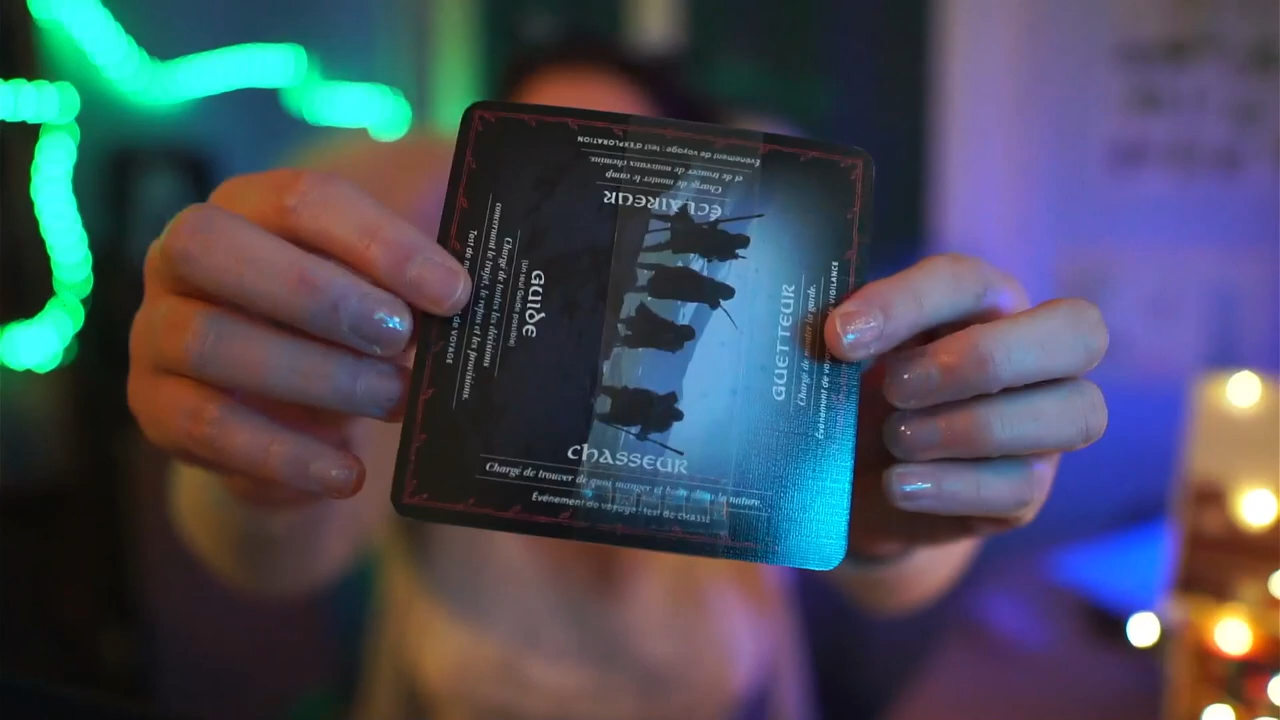 ÉCLAIREUR
Chargé de monter le camp
et de trouver de nouveaux chemins.
Événement de voyage : test d'EXPLORATION
GUIDE
(un seul Guide possible)
Chargé de toutes les décisions
concernant le trajet, le repos et les provisions.
Test de de VOYAGE
GUETTEUR
Chargé de monter la garde.
Événement de VIGILANCE
CHASSEUR
Chargé de trouver de quoi manger et boire dans la nature.
Événement de voyage : test de CHASSE